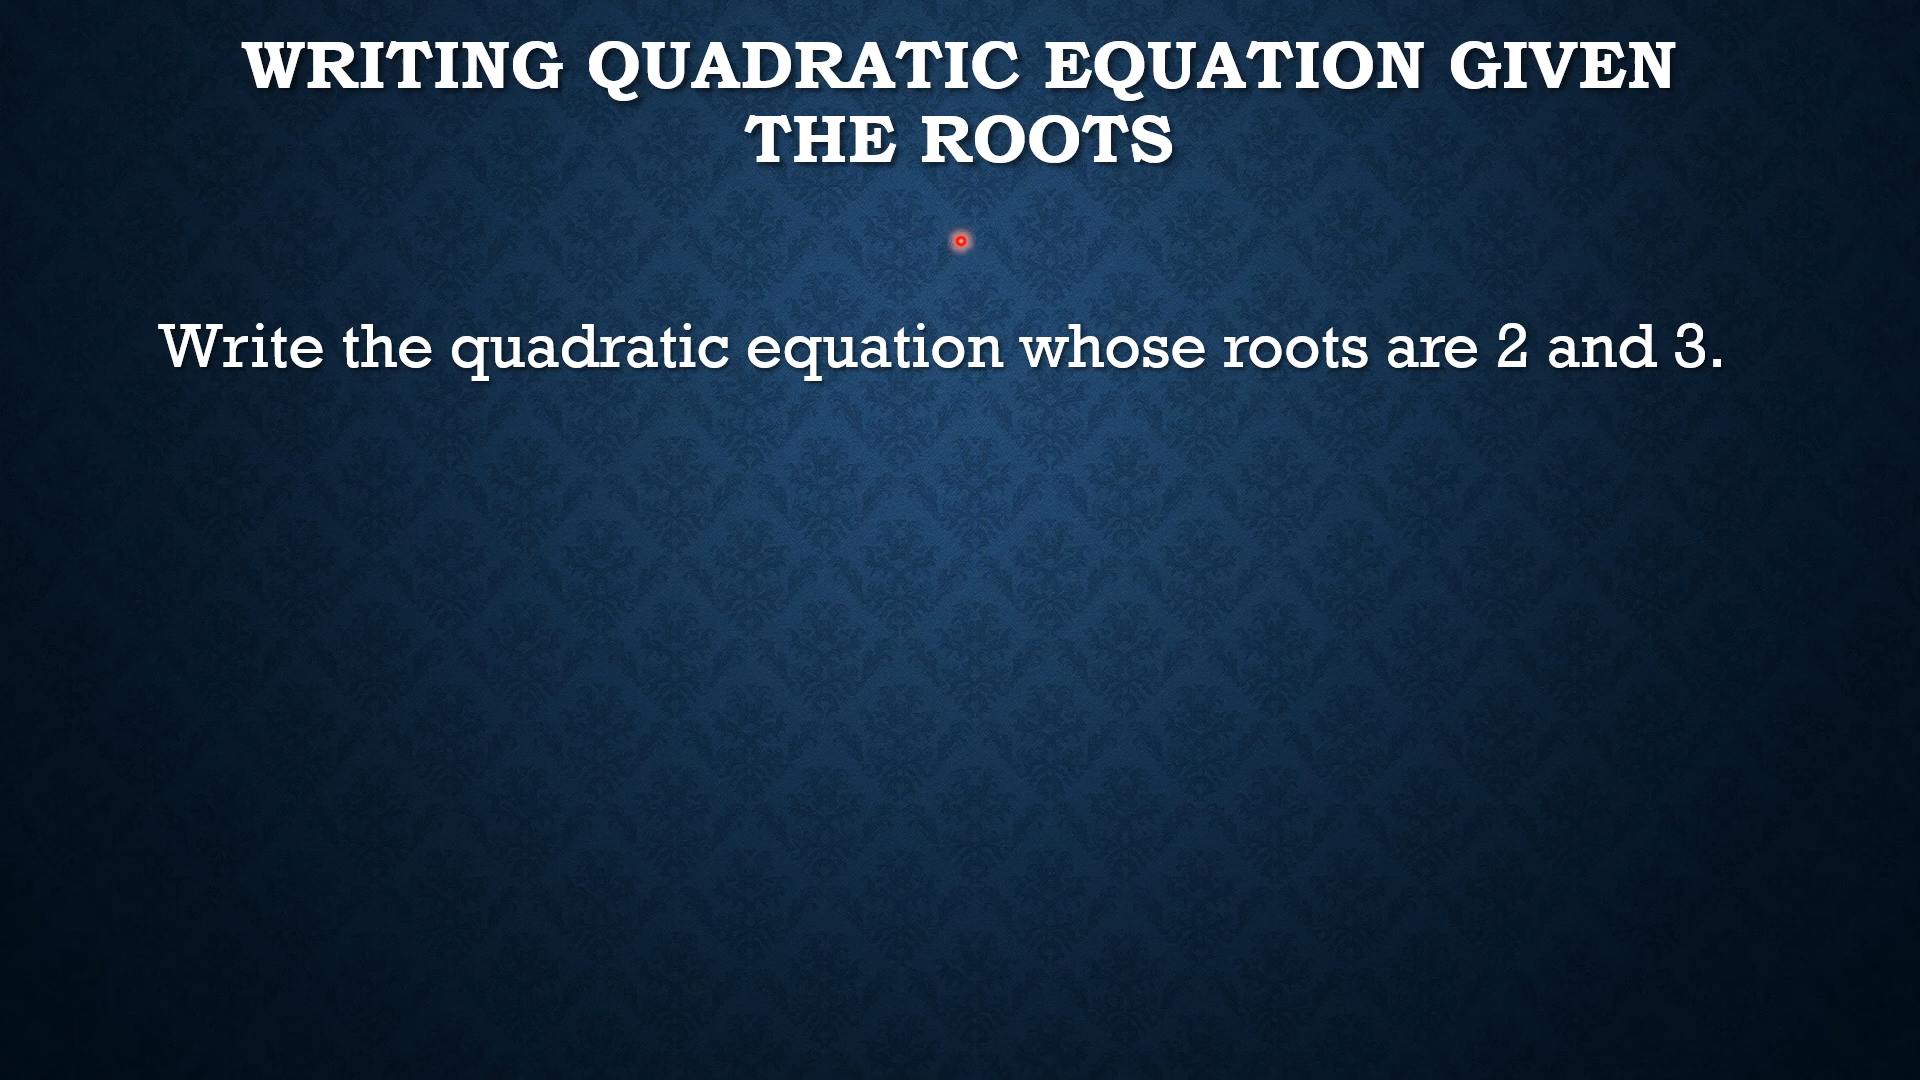 WRITING QUADRATIC EQUATION GIVEN
THE ROOTS
Write the quadratic equation whose roots are 2 and 3.